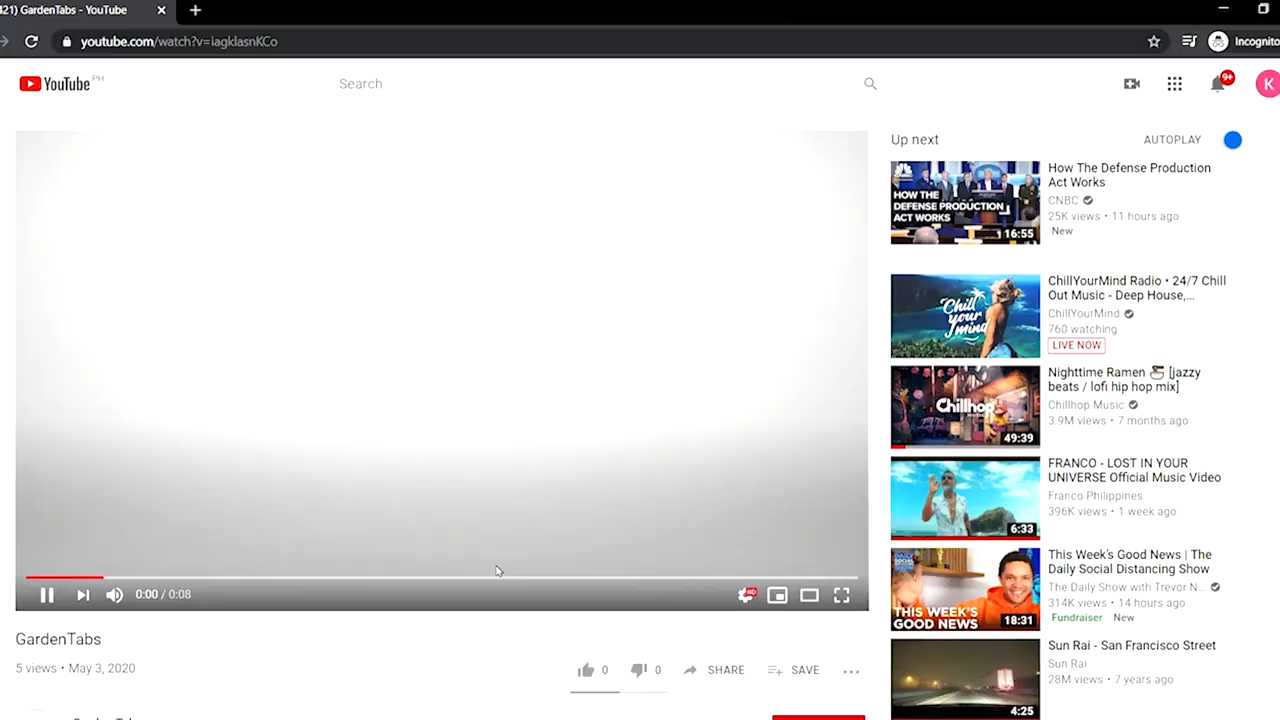 421) GardenTabs - YouTube
youtube.com/watch?v=iagklasnKCo
Incognito
YouTube PH
Search
9+
K
Up next
AUTOPLAY
HOW THE
DEFENSE PRODUCTION
ACT WORKS
16:55
How The Defense Production
Act Works
CNBC
25K views • 11 hours ago
New
Chill
your
mind
ChillYourMind Radio • 24/7 Chill
Out Music - Deep House,...
ChillYourMind
760 watching
LIVE NOW
Chillhop
49:39
Nighttime Ramen 🍜 [jazzy
beats / lofi hip hop mix]
Chillhop Music
3.9M views • 7 months ago
6:33
FRANCO - LOST IN YOUR
UNIVERSE Official Music Video
Franco Philippines
396K views • 1 week ago
THIS WEEK'S
GOOD NEWS
18:31
This Week's Good News | The
Daily Social Distancing Show
The Daily Show with Trevor N...
314K views • 14 hours ago
Fundraiser New
4:25
Sun Rai - San Francisco Street
Sun Rai
28M views • 7 years ago
0:00 / 0:08
HD
GardenTabs
5 views • May 3, 2020
0
0
SHARE
SAVE